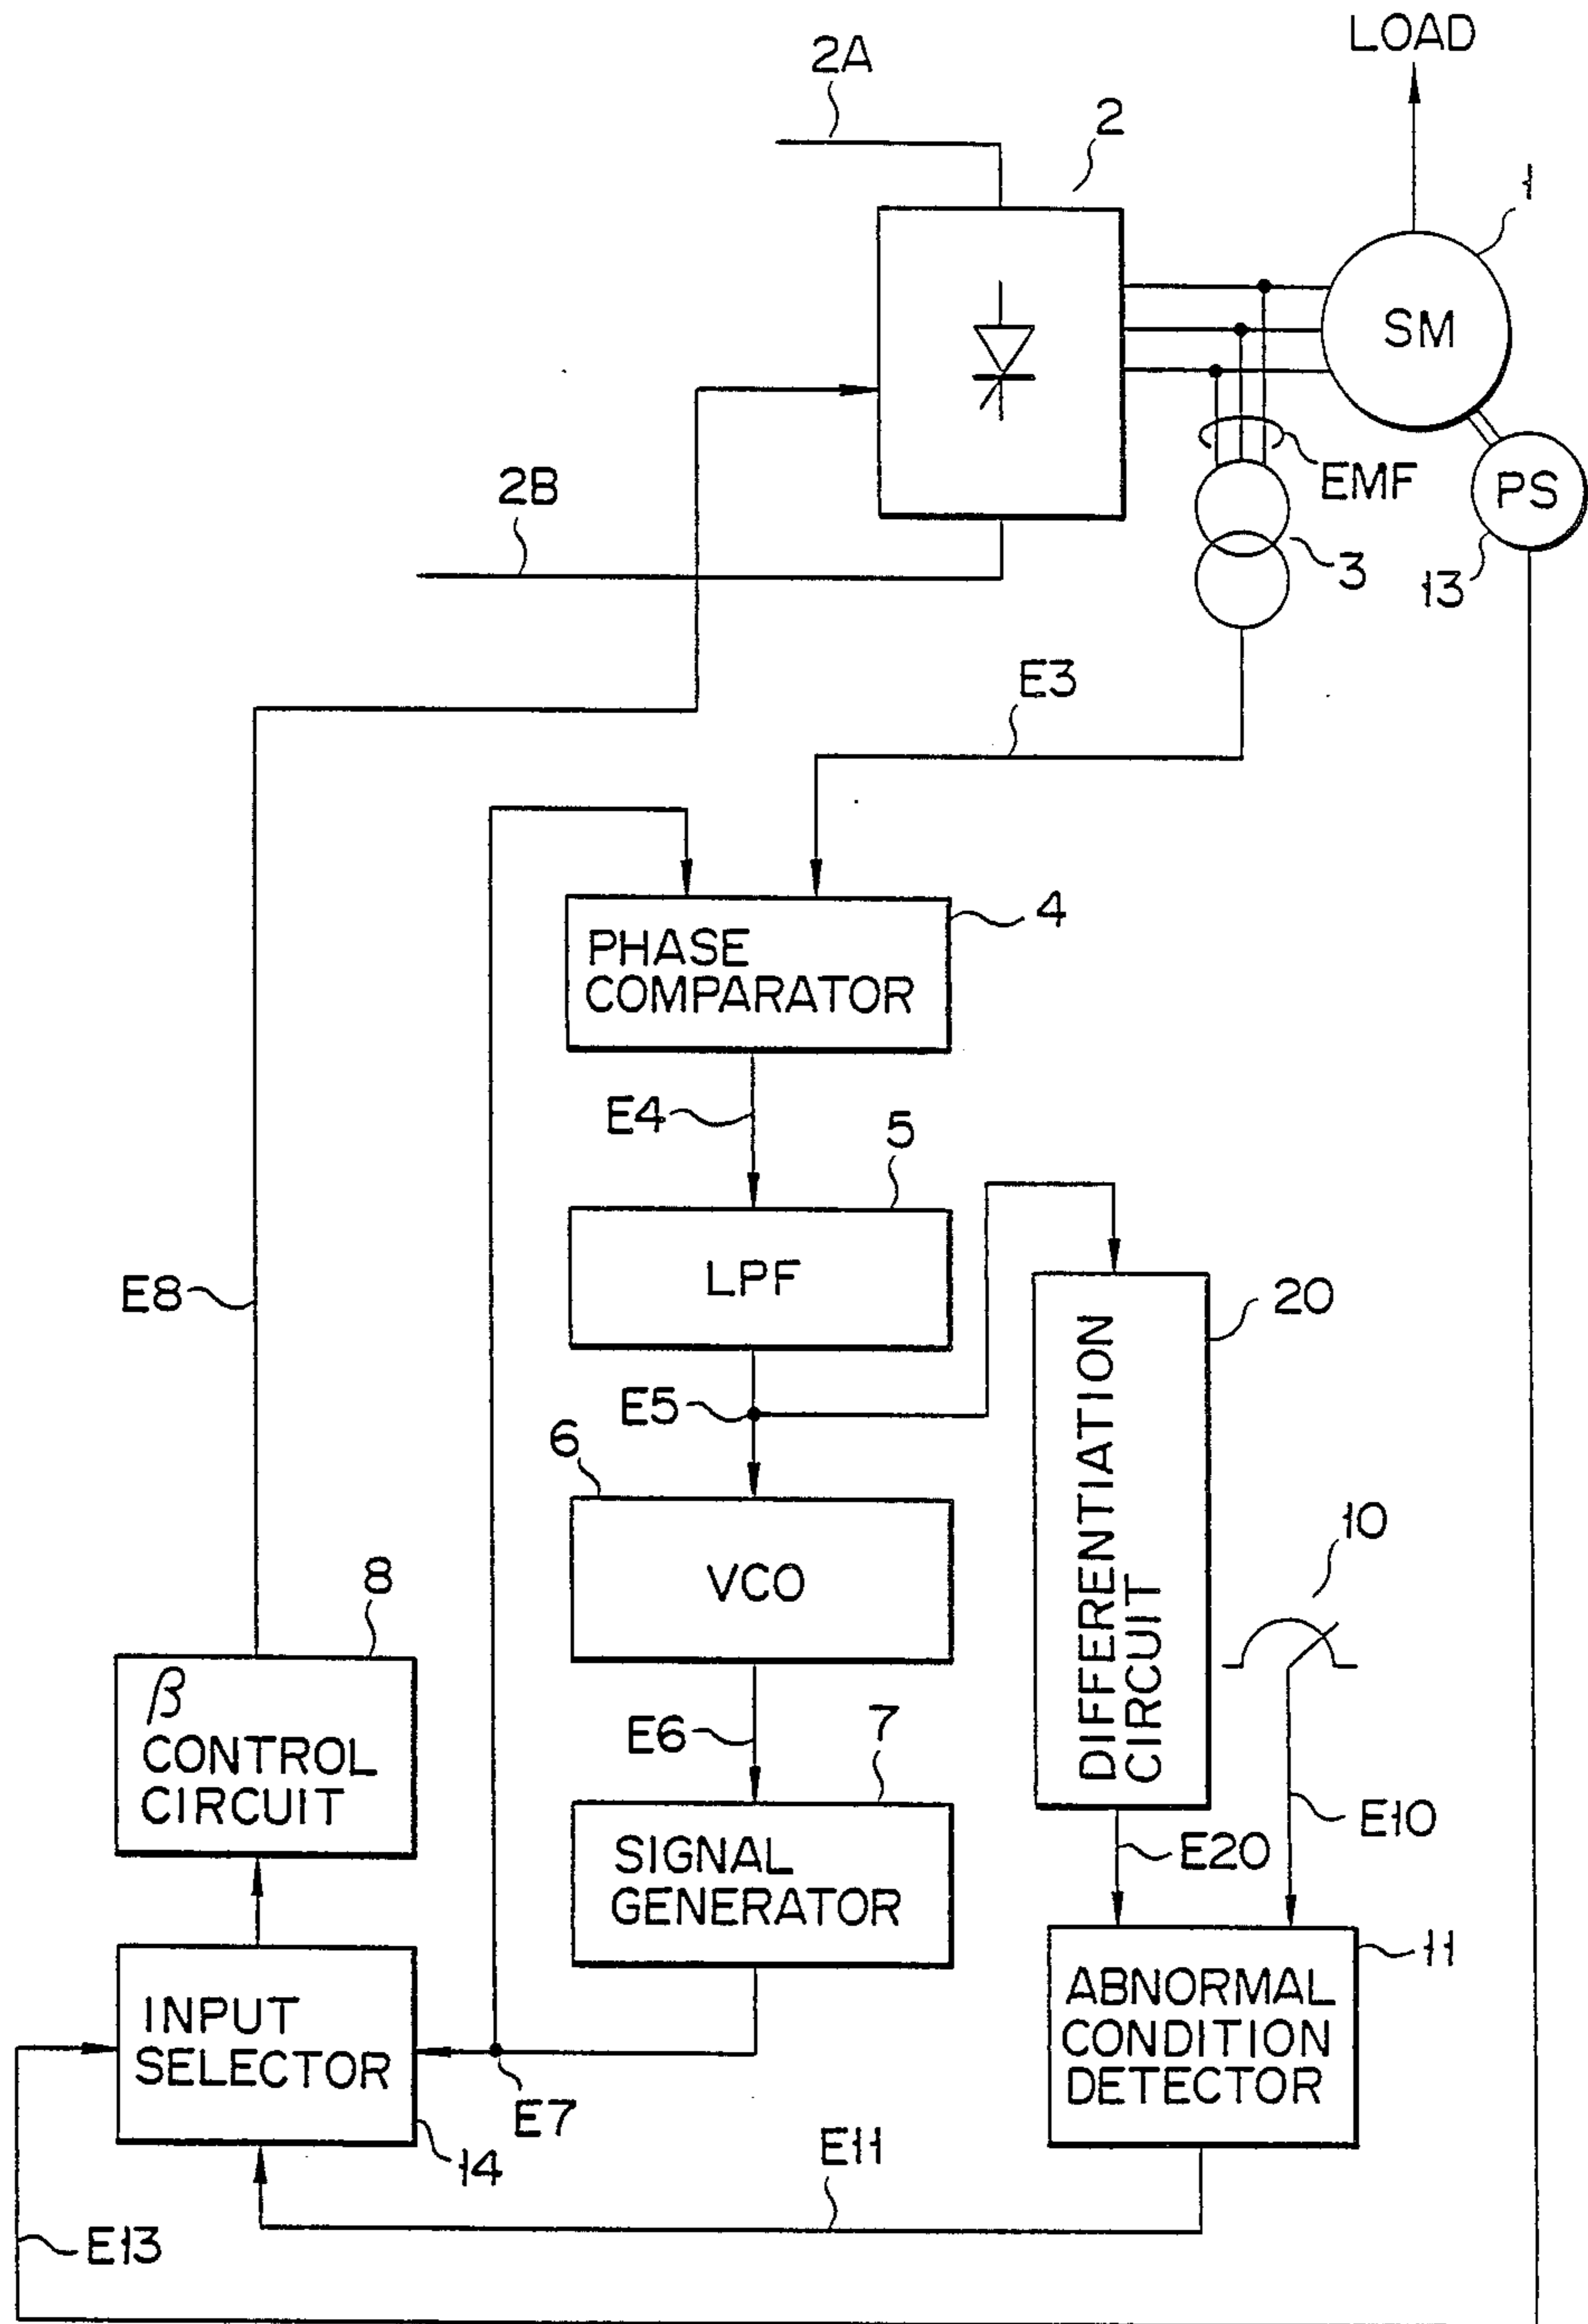 LOAD
2A
2
1
SM
2B
EMF
PS
3
13
E3
4
PHASE
COMPARATOR
E4
5
LPF
E8
20
E5
DIFFERENTIATION
CIRCUIT
6
VCO
10
8
β
CONTROL
CIRCUIT
E6
7
E10
SIGNAL
GENERATOR
E20
11
INPUT
SELECTOR
ABNORMAL
CONDITION
DETECTOR
E7
14
E11
E13